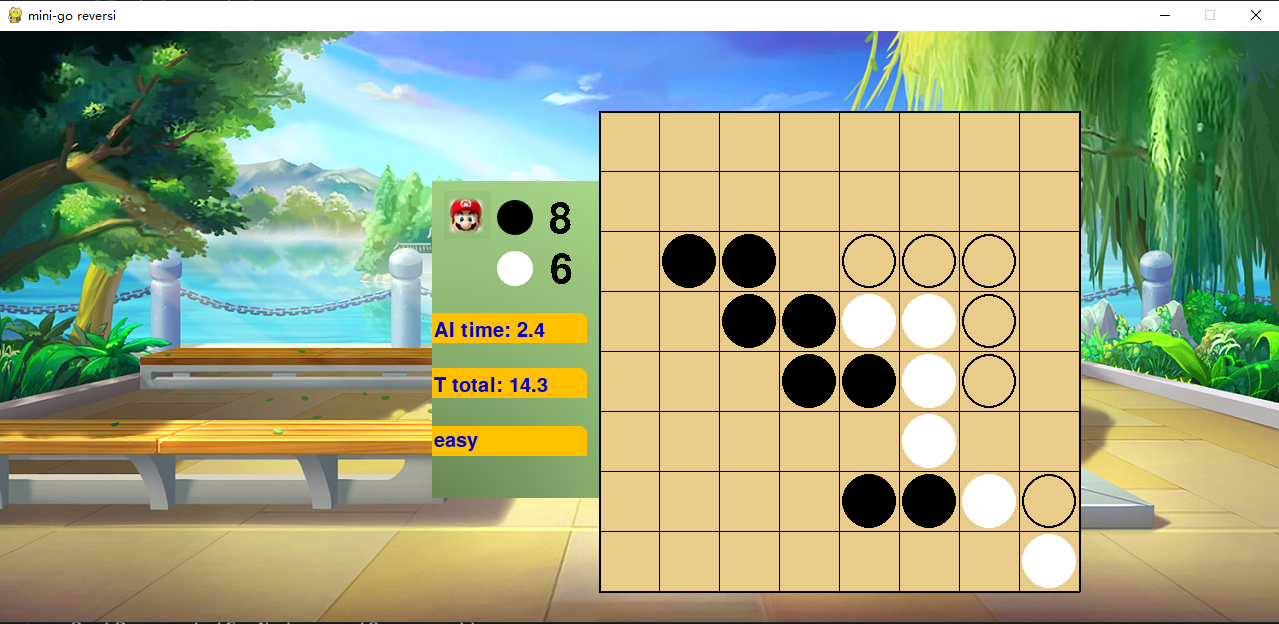 mini-go reversi
8
6
AI time: 2.4
T total: 14.3
easy